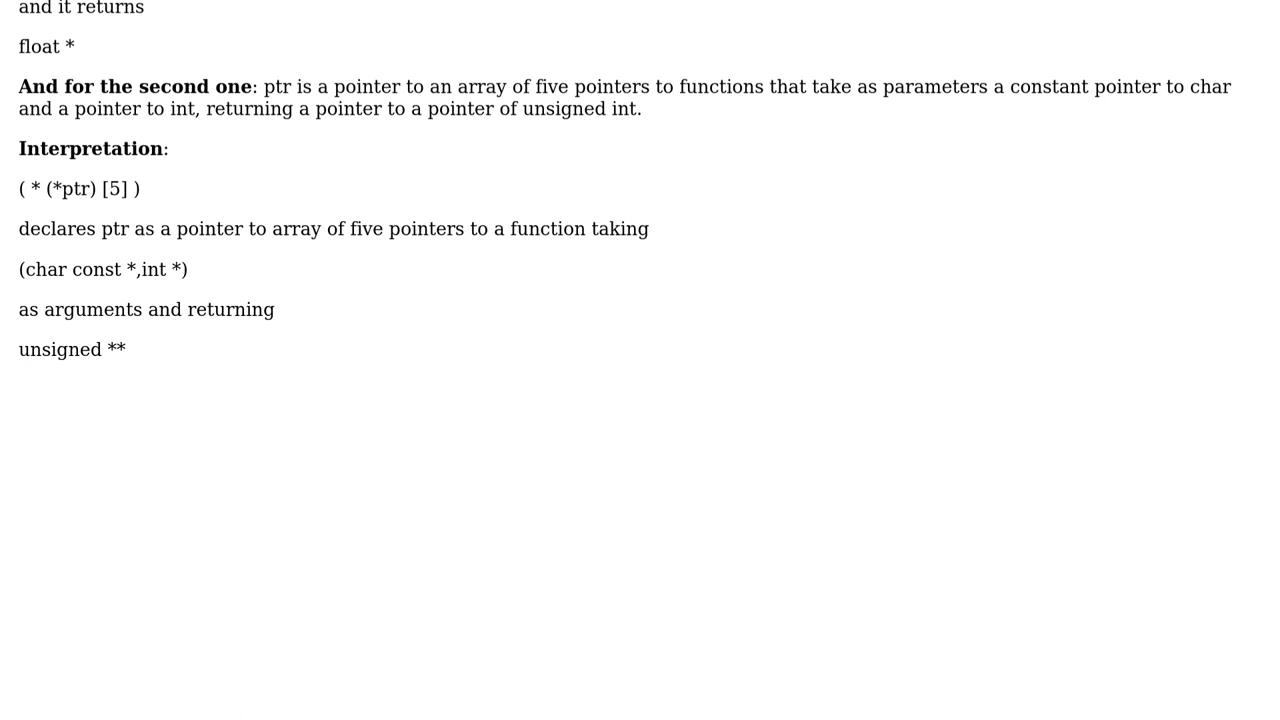 and it returns
float *
And for the second one: ptr is a pointer to an array of five pointers to functions that take as parameters a constant pointer to char
and a pointer to int, returning a pointer to a pointer of unsigned int.
Interpretation:
( * (*ptr) [5] )
declares ptr as a pointer to array of five pointers to a function taking
(char const *,int *)
as arguments and returning
unsigned **